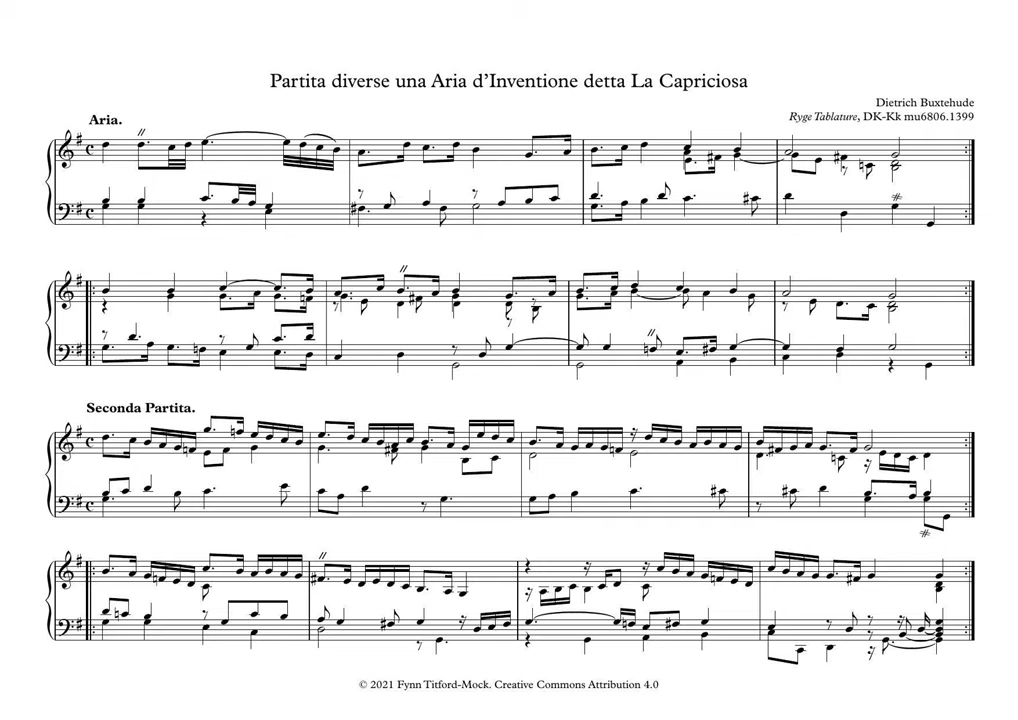 Partita diverse una Aria d'Inventione detta La Capriciosa
Dietrich Buxtehude
Ryge Tablature, DK-Kk mu6806.1399
Aria.
Seconda Partita.
© 2021 Fynn Titford-Mock. Creative Commons Attribution 4.0